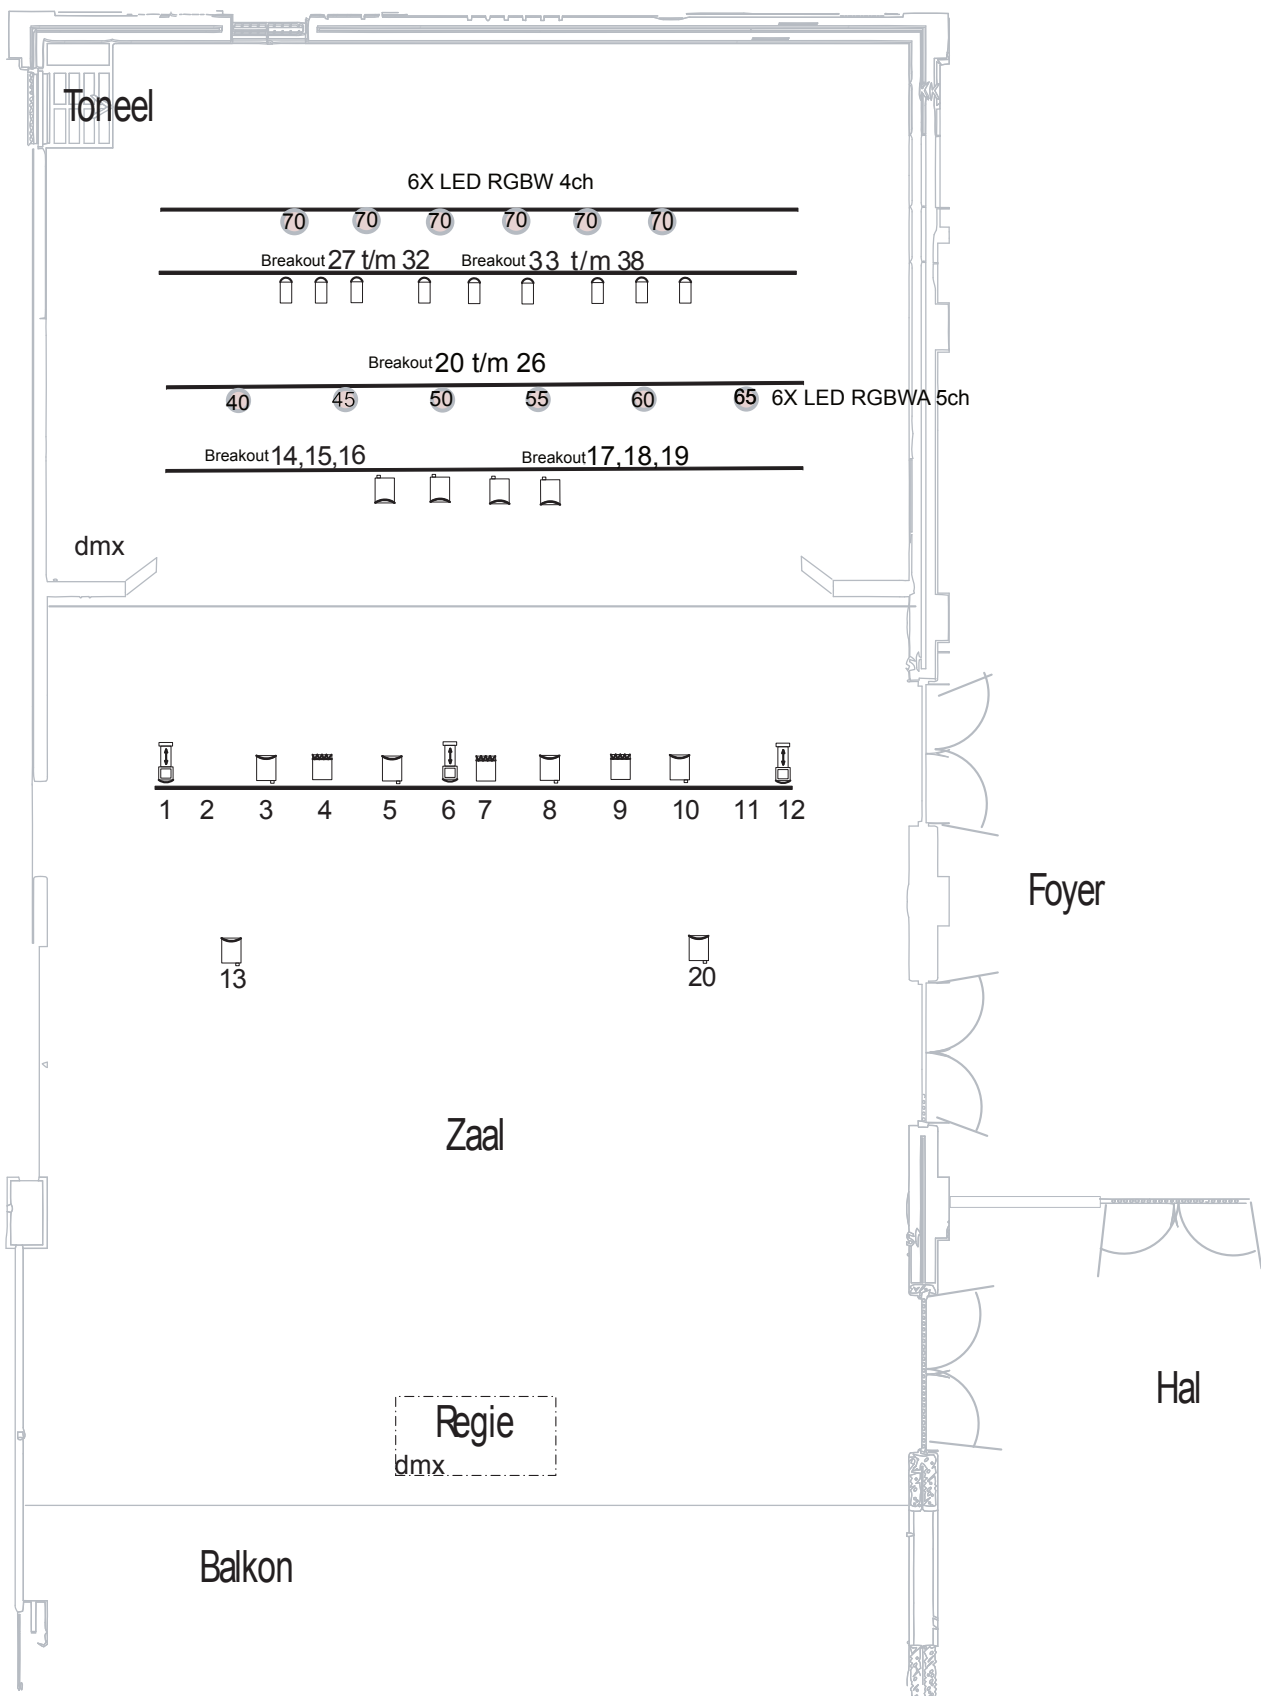 Toneel
6X LED RGBW 4ch
70 70 70 70 70 70
Breakout 27 t/m 32 Breakout 33 t/m 38
Breakout 20 t/m 26
40 45 50 55 60 65 6X LED RGBWA 5ch
Breakout 14,15,16 Breakout 17,18,19
dmx
1 2 3 4 5 6 7 8 9 10 11 12
Foyer
13 20
Zaal
Hal
Regie
dmx
Balkon